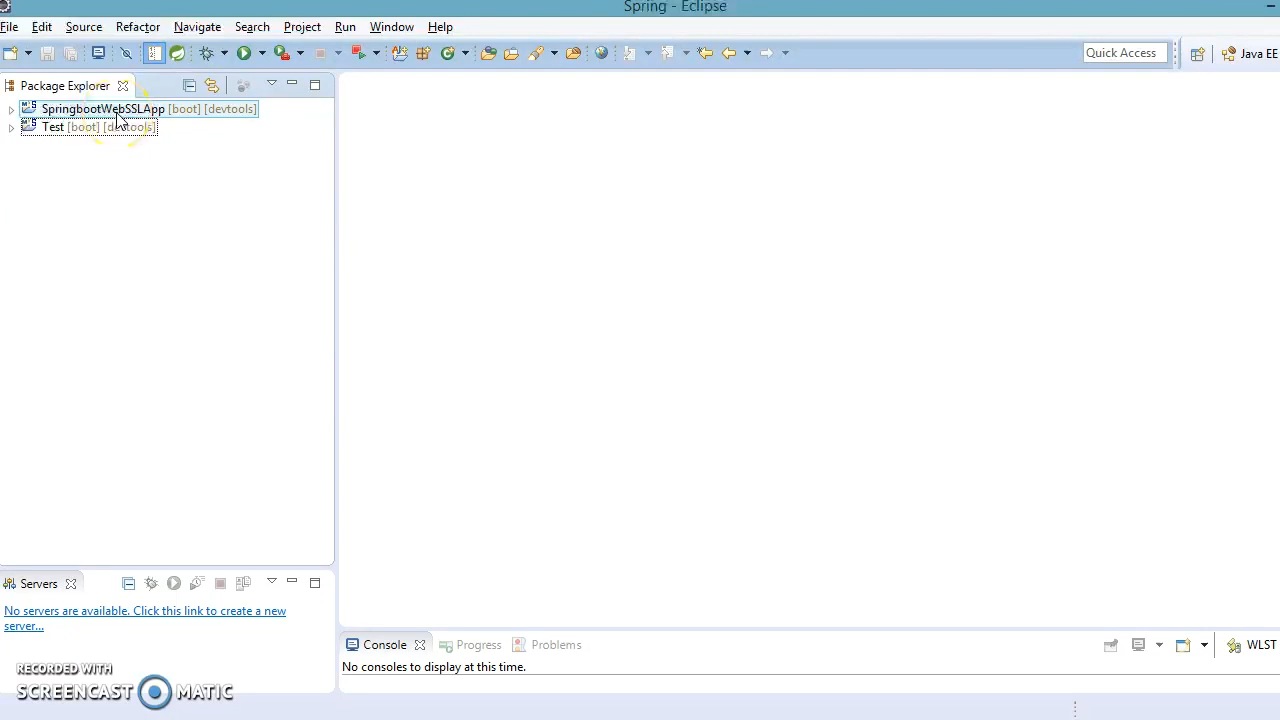 Spring - Eclipse
File Edit Source Refactor Navigate Search Project Run Window Help
Quick Access
Java EE
Package Explorer
SpringbootWebSSLApp [boot] [devtools]
Test [boot] [devtools]
Servers
No servers are available. Click this link to create a new
server...
Console Progress Problems
WLST
No consoles to display at this time.
RECORDED WITH
SCREENCAST MATIC